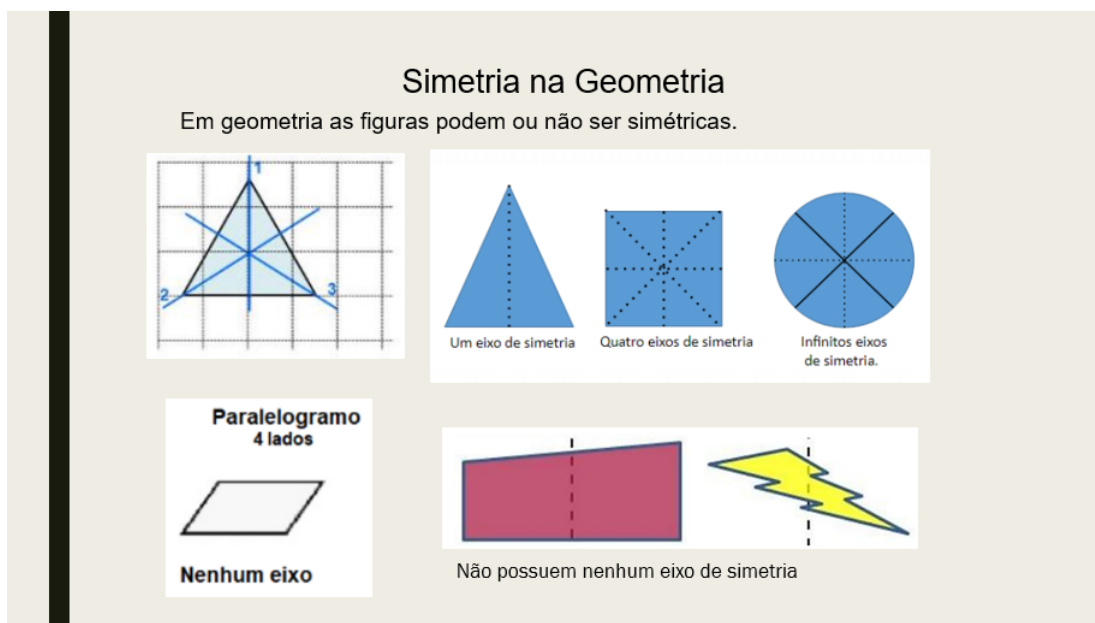 Simetria na Geometria
Em geometria as figuras podem ou não ser simétricas.
1
2
3
Um eixo de simetria
Quatro eixos de simetria
Infinitos eixos
de simetria.
Paralelogramo
4 lados
Nenhum eixo
Não possuem nenhum eixo de simetria